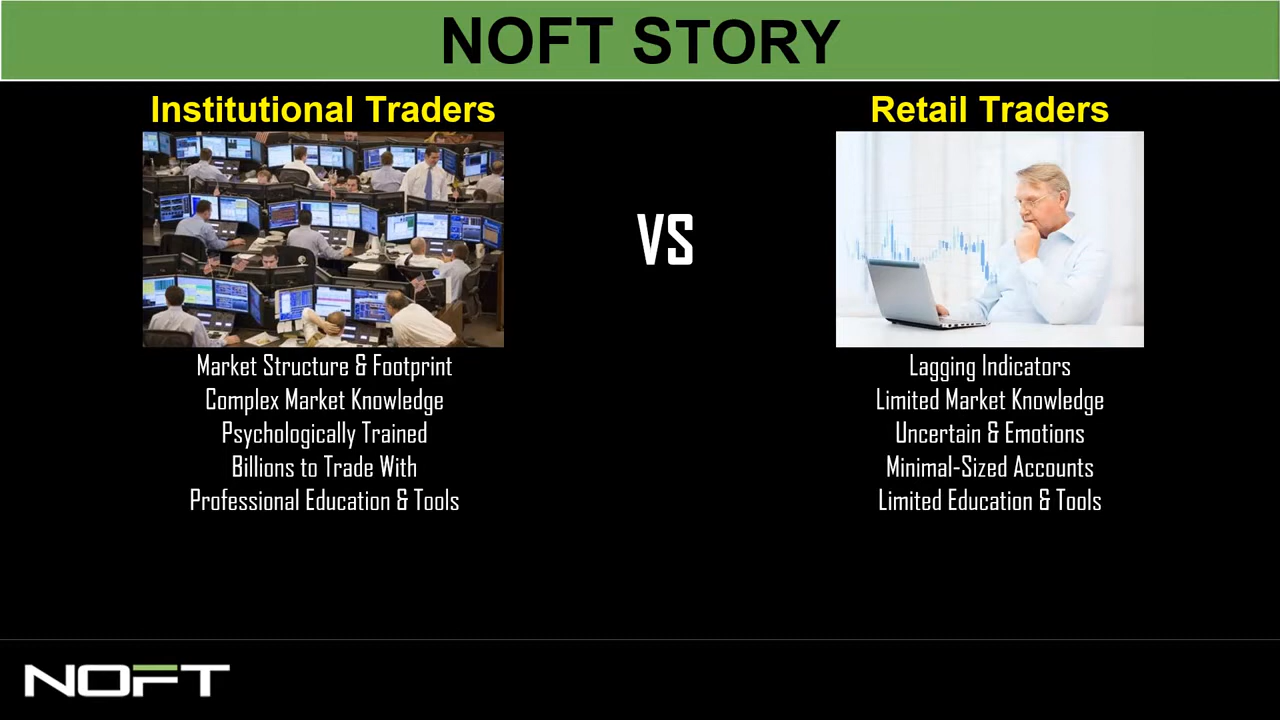 NOFT STORY
Institutional Traders
Retail Traders
VS
Market Structure & Footprint
Complex Market Knowledge
Psychologically Trained
Billions to Trade With
Professional Education & Tools
Lagging Indicators
Limited Market Knowledge
Uncertain & Emotions
Minimal-Sized Accounts
Limited Education & Tools
NOFT